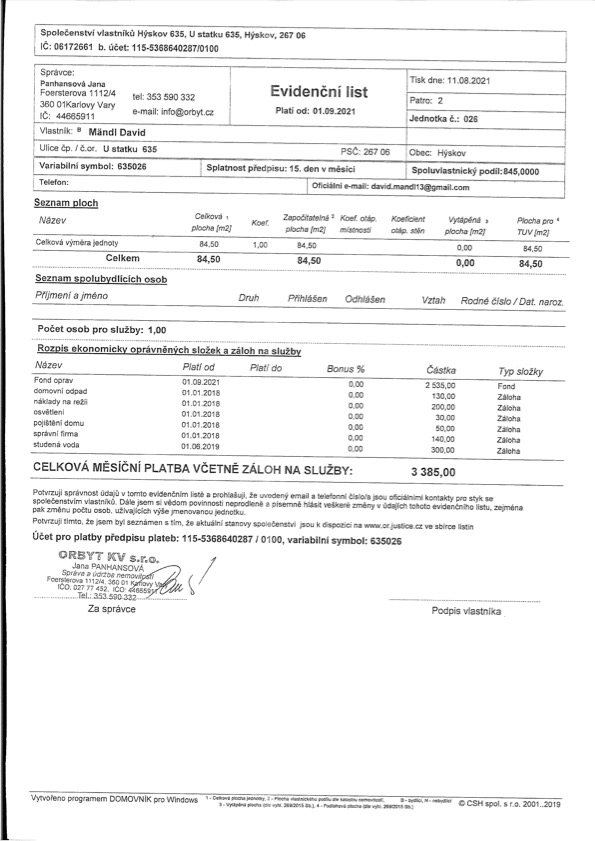 Společenství vlastníků Hýskov 635, U statku 635, Hýskov, 267 06
IČ: 06172661 b. účet: 115-5368640287/0100
Správce:
Panhansová Jana
Foersterova 1112/4
360 01Karlovy Vary
IČ: 44665911
tel: 353 590 332
e-mail: info@orbyt.cz
Evidenční list
Platí od: 01.09.2021
Tisk dne: 11.08.2021
Patro: 2
Jednotka č.: 026
Vlastník: B Mändl David
Ulice čp. / č.or. U statku 635 PSČ: 267 06 Obec: Hýskov
Variabilní symbol: 635026 Splatnost předpisu: 15. den v měsíci Spoluvlastnický podíl:845,0000
Telefon: Oficiální e-mail: david.mandl13@gmail.com
Seznam ploch
Název Celková 1 plocha [m2] Koef. Započitatelná 2 plocha [m2] Koef. otáp. místností Koeficient otáp. stěn Vytápěná 3 plocha [m2] Plocha pro 4 TUV [m2]
Celková výměra jednotky 84,50 1,00 84,50 0,00 84,50
Celkem 84,50 84,50 0,00 84,50
Seznam spolubydlících osob
Příjmení a jméno Druh Přihlášen Odhlášen Vztah Rodné číslo / Dat. naroz.
Počet osob pro služby: 1,00
Rozpis ekonomicky oprávněných složek a záloh na služby
Název Platí od Platí do Bonus % Částka Typ složky
Fond oprav 01.09.2021 0,00 2 535,00 Fond
domovní odpad 01.01.2018 0,00 130,00 Záloha
náklady na režii 01.01.2018 0,00 200,00 Záloha
osvětlení 01.01.2018 0,00 30,00 Záloha
pojištění domu 01.01.2018 0,00 50,00 Záloha
správní firma 01.01.2018 0,00 140,00 Záloha
studená voda 01.06.2019 0,00 300,00 Záloha
CELKOVÁ MĚSÍČNÍ PLATBA VČETNĚ ZÁLOH NA SLUŽBY: 3 385,00
Potvrzuji správnost údajů v tomto evidenčním listě a prohlašuji, že uvedený email a telefonní číslo/a jsou oficiálními kontakty pro styk se
společenstvím vlastníků. Dále jsem si vědom povinnosti neprodleně a písemně hlásit veškeré změny v údajích tohoto evidenčního listu, zejména
pak změnu počtu osob, užívajících výše jmenovanou jednotku.
Potvrzuji tímto, že jsem byl seznámen s tím, že aktuální stanovy společenství jsou k dispozici na www.or.justice.cz ve sbírce listin
Účet pro platby předpisu plateb: 115-5368640287 / 0100, variabilní symbol: 635026
ORBYT KV s.r.o.
Jana PANHANSOVÁ
Správa a údržba nemovitostí
Foersterova 1112/4, 360 01 Karlovy Vary
IČO: 027 77 452, IČO: 44665911
Tel.: 353 590 332
Za správce
Podpis vlastníka
Vytvořeno programem DOMOVNÍK pro Windows
1 - Celková plocha jednotky, 2 - Plocha vlastnického podílu dle katastru nemovitostí, B - bydlící, N - nebydlící
3 - Vytápěná plocha (dle vyhl. 269/2015 Sb.), 4 - Podlahová plocha (dle vyhl. 269/2015 Sb.)
© CSH spol. s r.o. 2001..2019